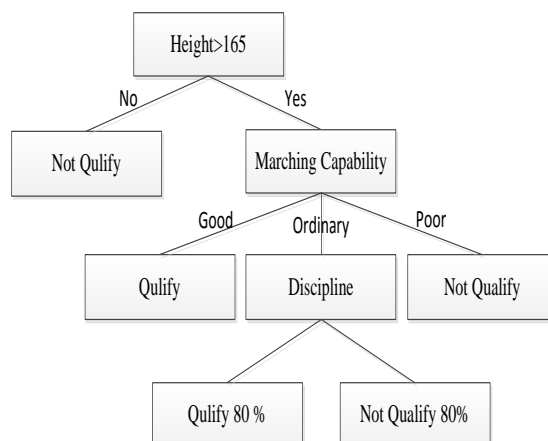 Height>165
No
Yes
Not Qulify
Marching Capability
Good
Ordinary
Poor
Qulify
Discipline
Not Qualify
Qulify 80 %
Not Qualify 80%